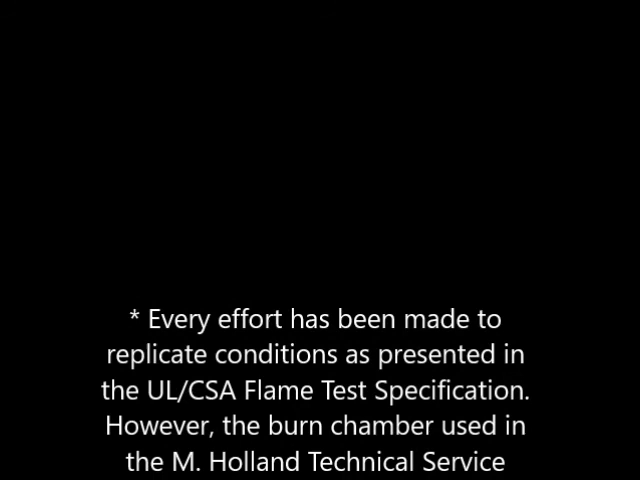 * Every effort has been made to
replicate conditions as presented in
the UL/CSA Flame Test Specification.
However, the burn chamber used in
the M. Holland Technical Service